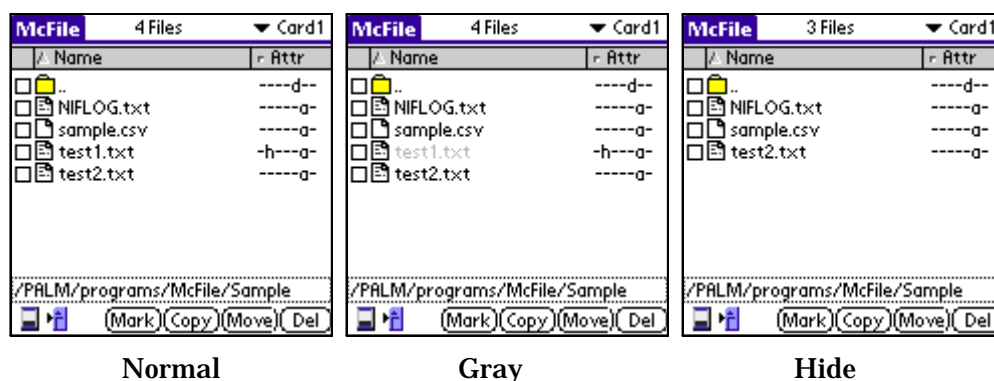 McFile 4 Files Card1
Name Attr
.. ----d--
NIFLOG.txt -----a-
sample.csv -----a-
test1.txt -h---a-
test2.txt -----a-
/PALM/programs/McFile/Sample
Mark Copy Move Del
Normal
McFile 4 Files Card1
Name Attr
.. ----d--
NIFLOG.txt -----a-
sample.csv -----a-
test1.txt -h---a-
test2.txt -----a-
/PALM/programs/McFile/Sample
Mark Copy Move Del
Gray
McFile 3 Files Card1
Name Attr
.. ----d--
NIFLOG.txt -----a-
sample.csv -----a-
test2.txt -----a-
/PALM/programs/McFile/Sample
Mark Copy Move Del
Hide